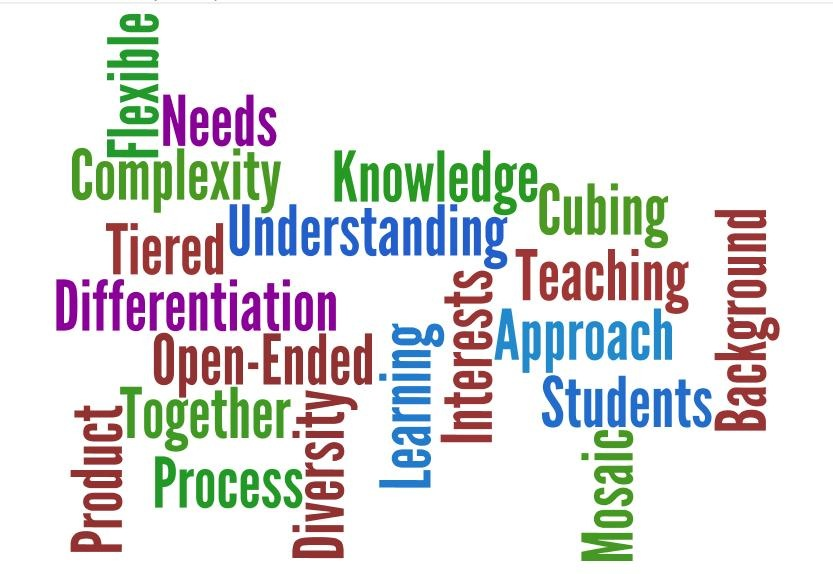 Flexible
Needs
Complexity
Knowledge
Cubing
Understanding
Tiered
Background
Teaching
Differentiation
Interests
Approach
Open-Ended
Learning
Students
Together
Product
Diversity
Process
Mosaic